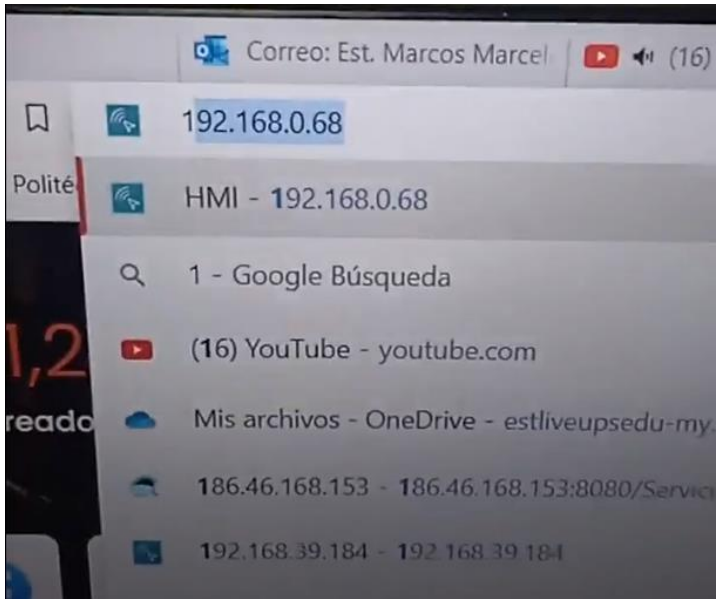 Correo: Est. Marcos Marcel
(16)
192.168.0.68
Polité
HMI - 192.168.0.68
1 - Google Búsqueda
1,2
(16) YouTube - youtube.com
reado
Mis archivos - OneDrive - estliveupsedu-my.
186.46.168.153 - 186.46.168.153:8080/Servici
192.168.39.184 - 192.168.39.184